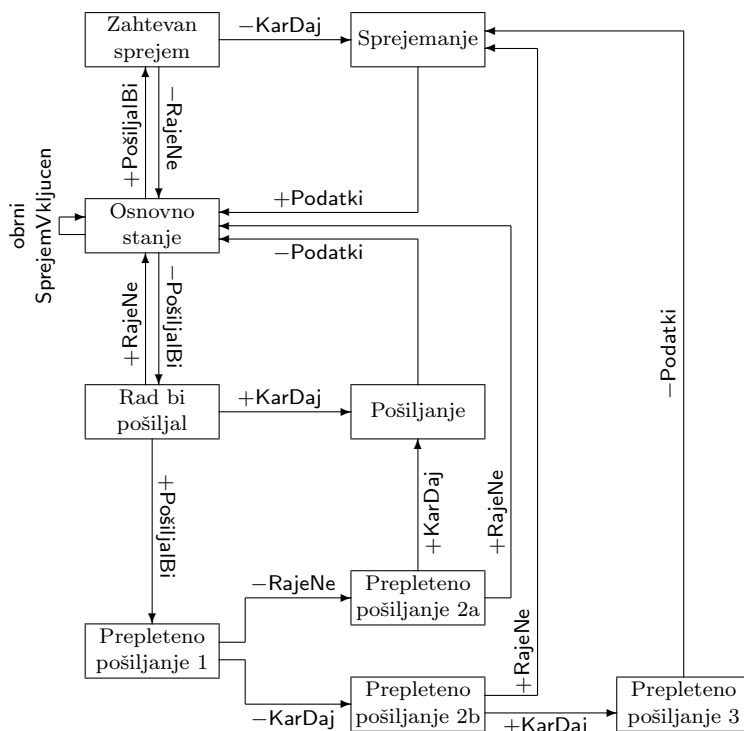 Zahtevan
sprejem
−KarDaj
Sprejemanje
+PošiljalBi
−RajeNe
+Podatki
obrni
SprejemVkljucen
Osnovno
stanje
−Podatki
+RajeNe
−PošiljalBi
−Podatki
Rad bi
pošiljal
+KarDaj
Pošiljanje
+PošiljalBi
+KarDaj
+RajeNe
−RajeNe
Prepleteno
pošiljanje 2a
Prepleteno
pošiljanje 1
+RajeNe
−KarDaj
Prepleteno
pošiljanje 2b
+KarDaj
Prepleteno
pošiljanje 3